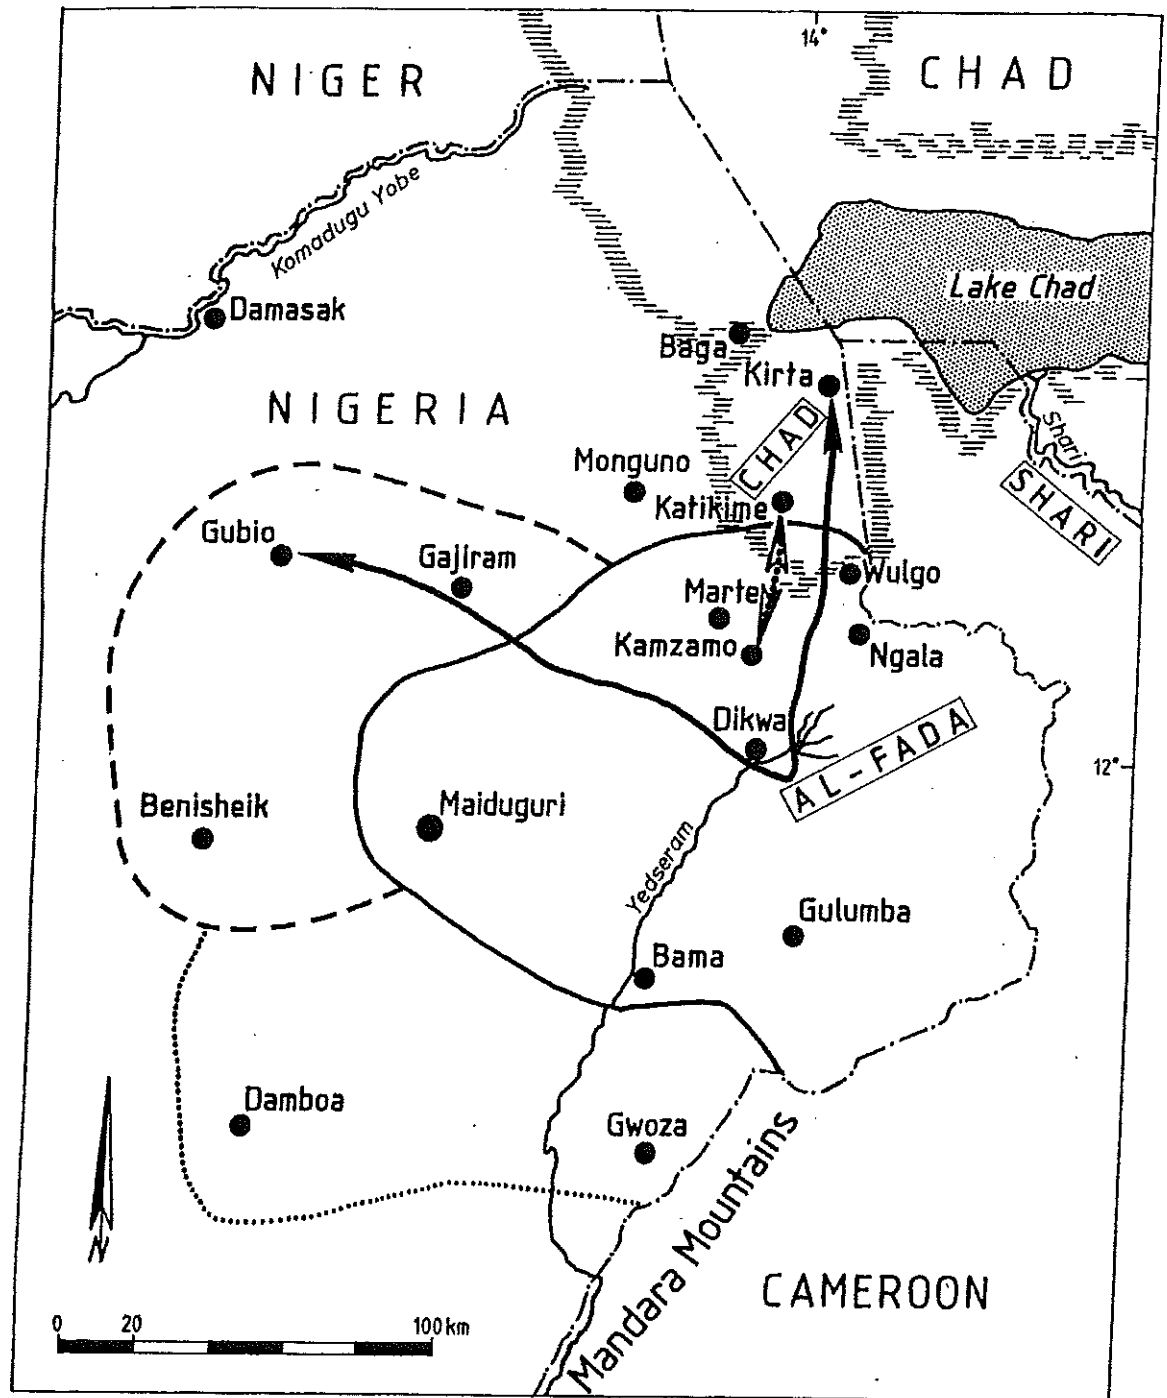 14°
NIGER
CHAD
Komadugu Yobe
Lake Chad
Damasak
Baga
Kirta
NIGERIA
CHAD
Shari
SHARI
Monguno
Katikime
Gubio
Gajiram
Wulgo
Marte
Kamzamo
Ngala
Dikwa
AL-FADA
12°
Benisheik
Maiduguri
Yedseram
Gulumba
Bama
Damboa
Gwoza
Mandara Mountains
N
CAMEROON
0 20 100 km